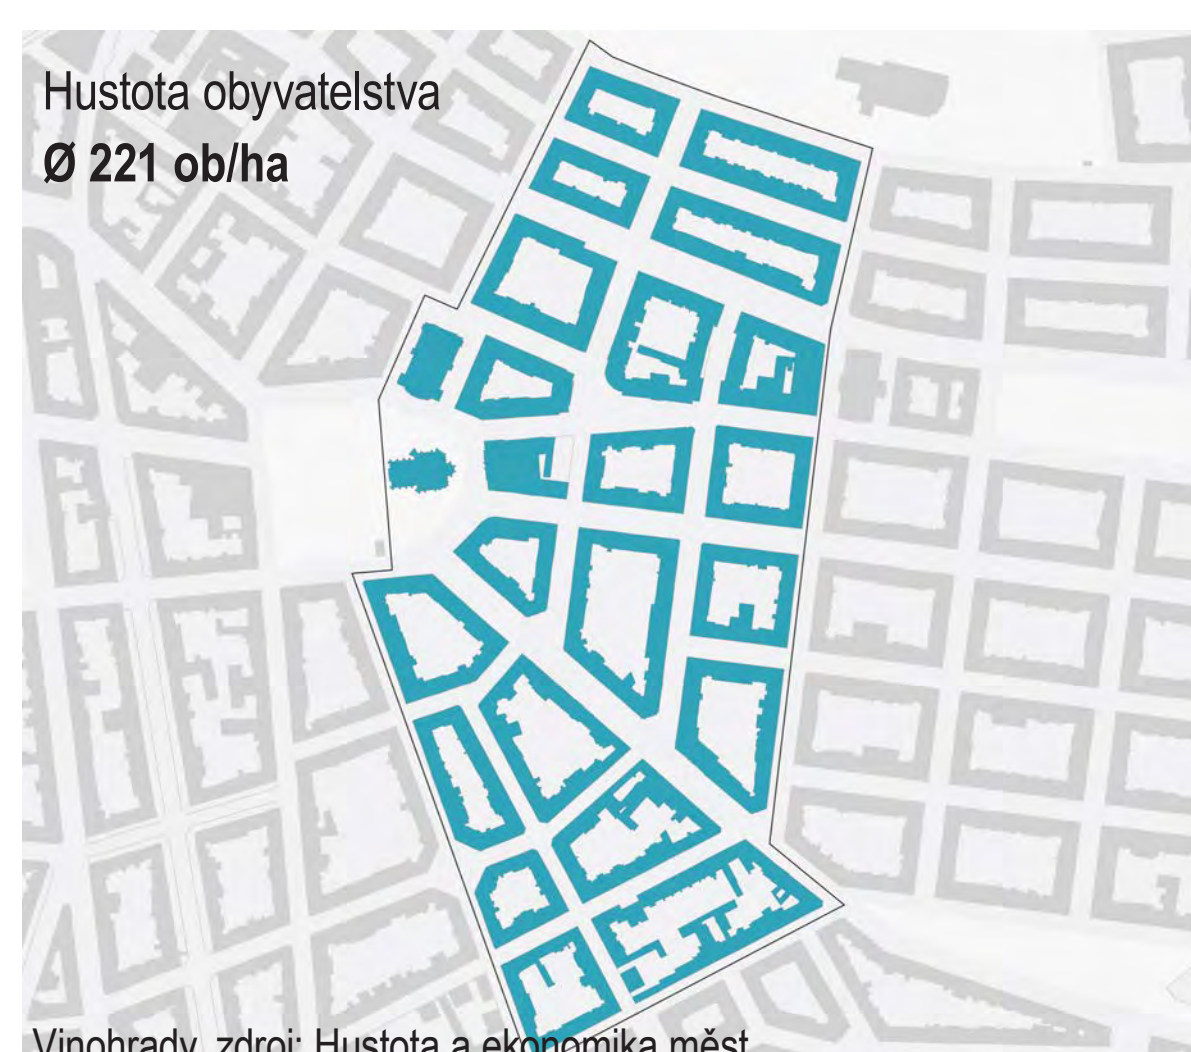 Hustota obyvatelstva
Ø 221 ob/ha
Vinohrady, zdroj: Hustota a ekonomika měst